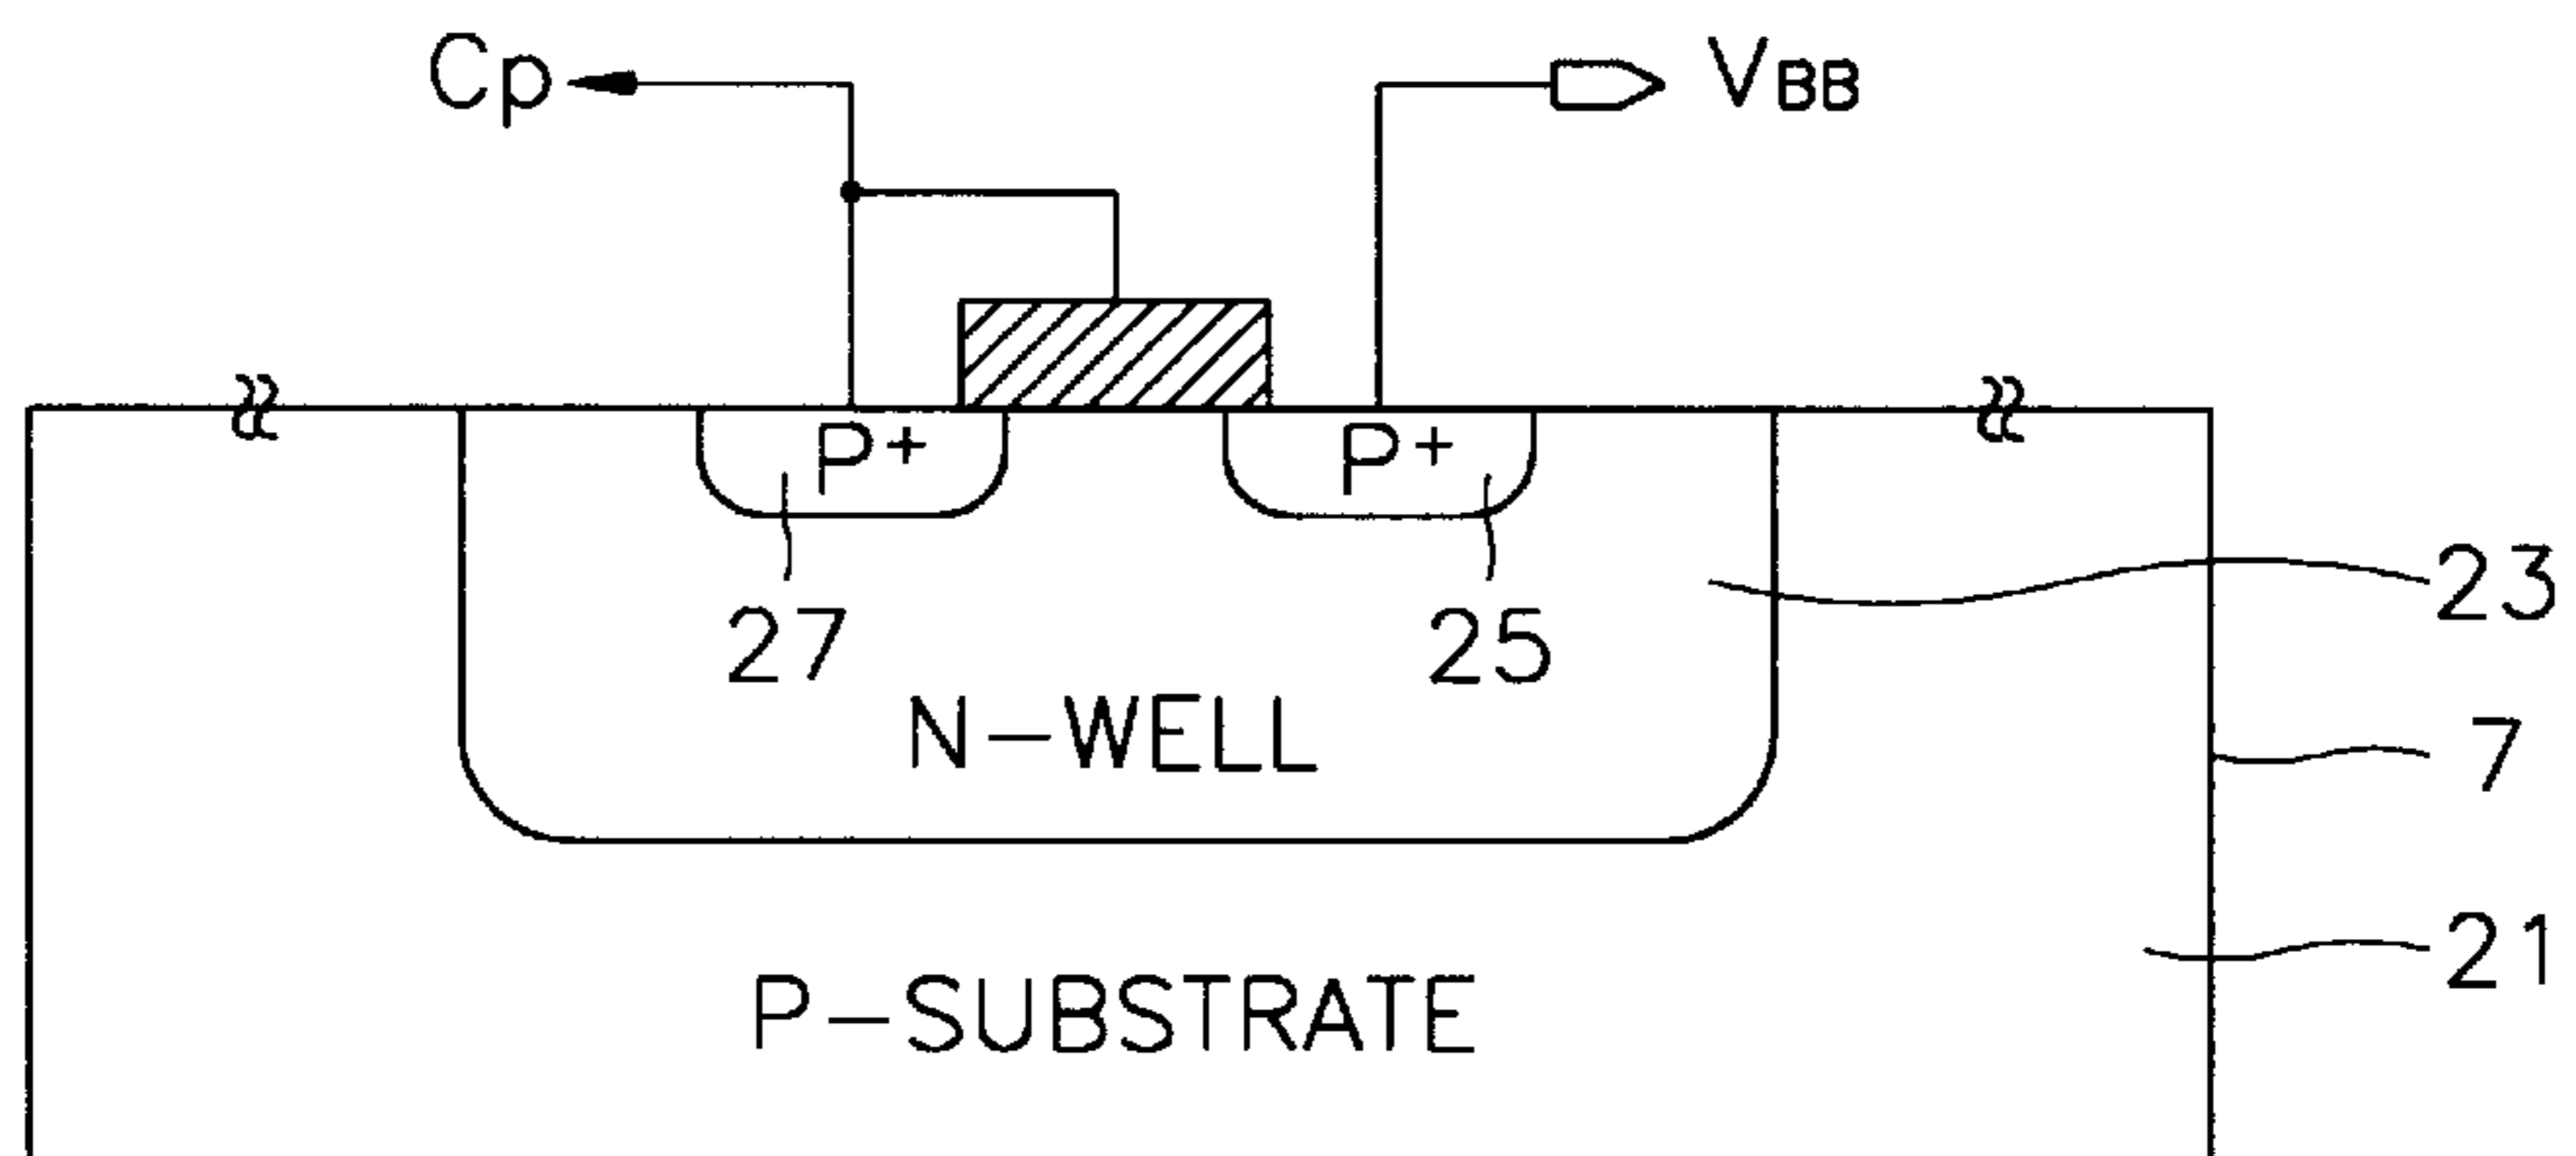 Cp VBB
P+ P+
23
27 25
N-WELL 7
21
P-SUBSTRATE